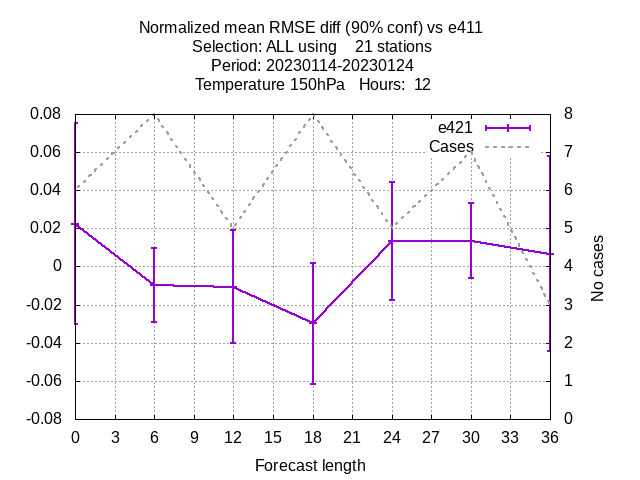 Normalized mean RMSE diff (90% conf) vs e411
Selection: ALL using    21 stations
Period: 20230114-20230124
Temperature 150hPa   Hours:  12
0.08
0.06
0.04
0.02
0
-0.02
-0.04
-0.06
-0.08
e421
Cases
8
7
6
5
4
3
2
1
0
No cases
0 3 6 9 12 15 18 21 24 27 30 33 36
Forecast length